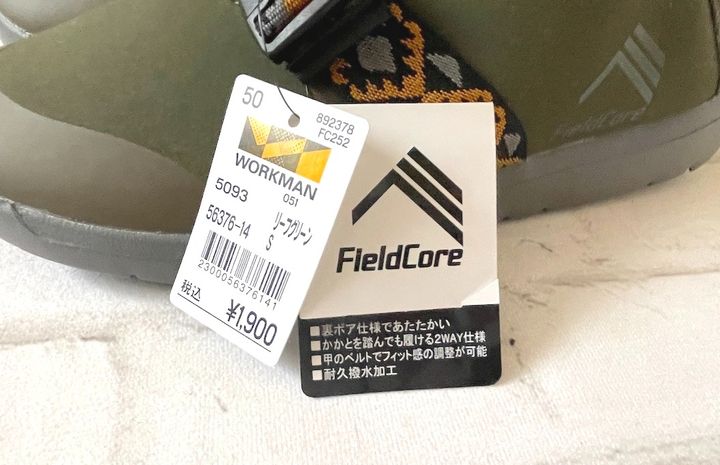 50
892378
FC252
WORKMAN
051
5093
リーフグリーン
56376-14
S
2300056376141
税込
¥1,900
FieldCore
■裏ボア仕様であたたかい
■かかとを踏んでも履ける2WAY仕様
■甲のベルトでフィット感の調整が可能
■耐久撥水加工
FieldCore